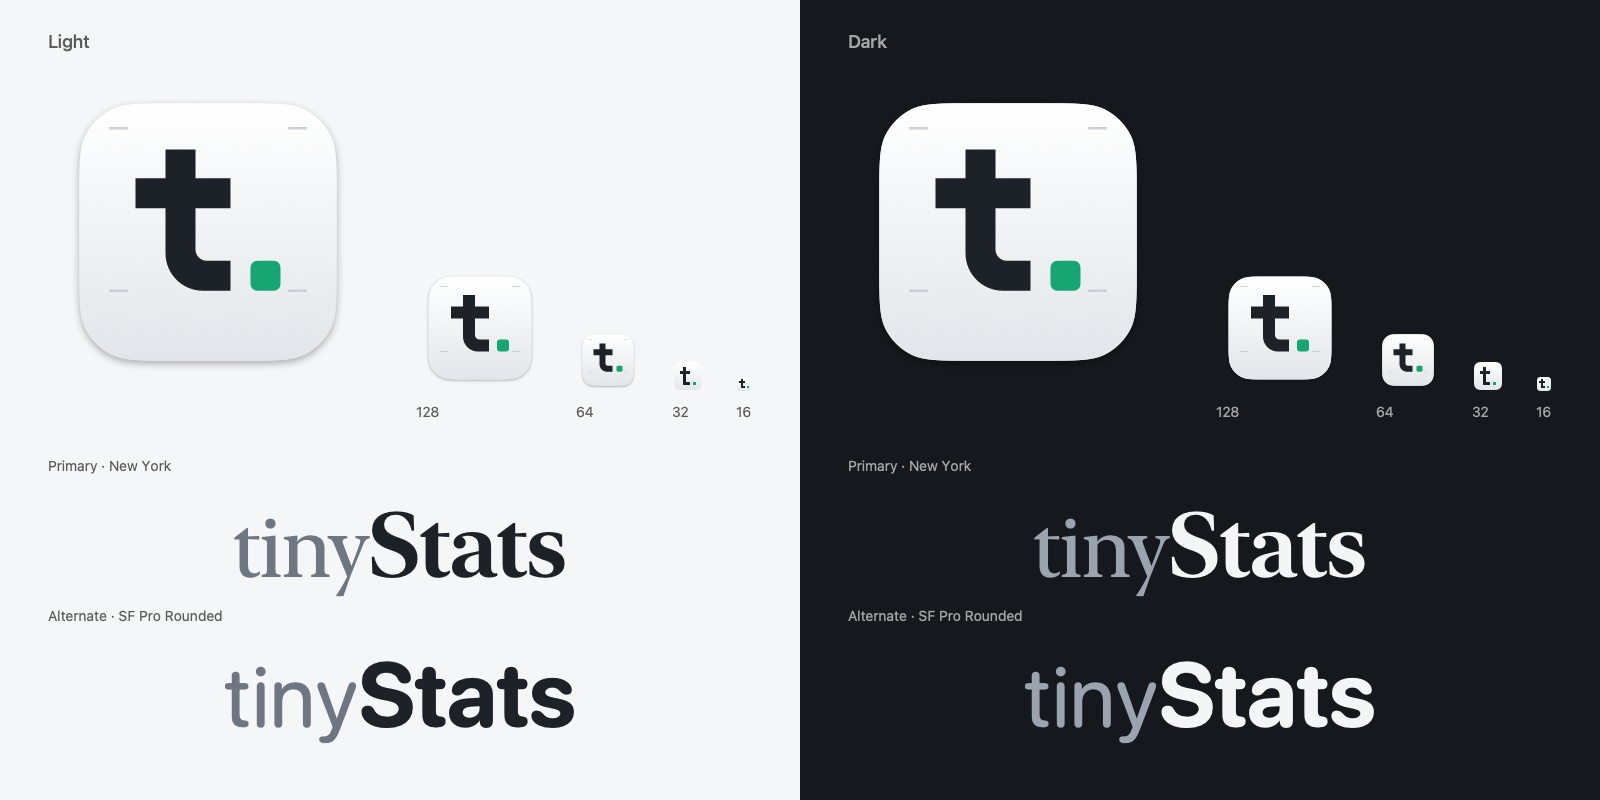 Light
t.
t.
t.
t.
t.
128
64
32
16
Primary · New York
tinyStats
Alternate · SF Pro Rounded
tinyStats
Dark
t.
t.
t.
t.
t.
128
64
32
16
Primary · New York
tinyStats
Alternate · SF Pro Rounded
tinyStats